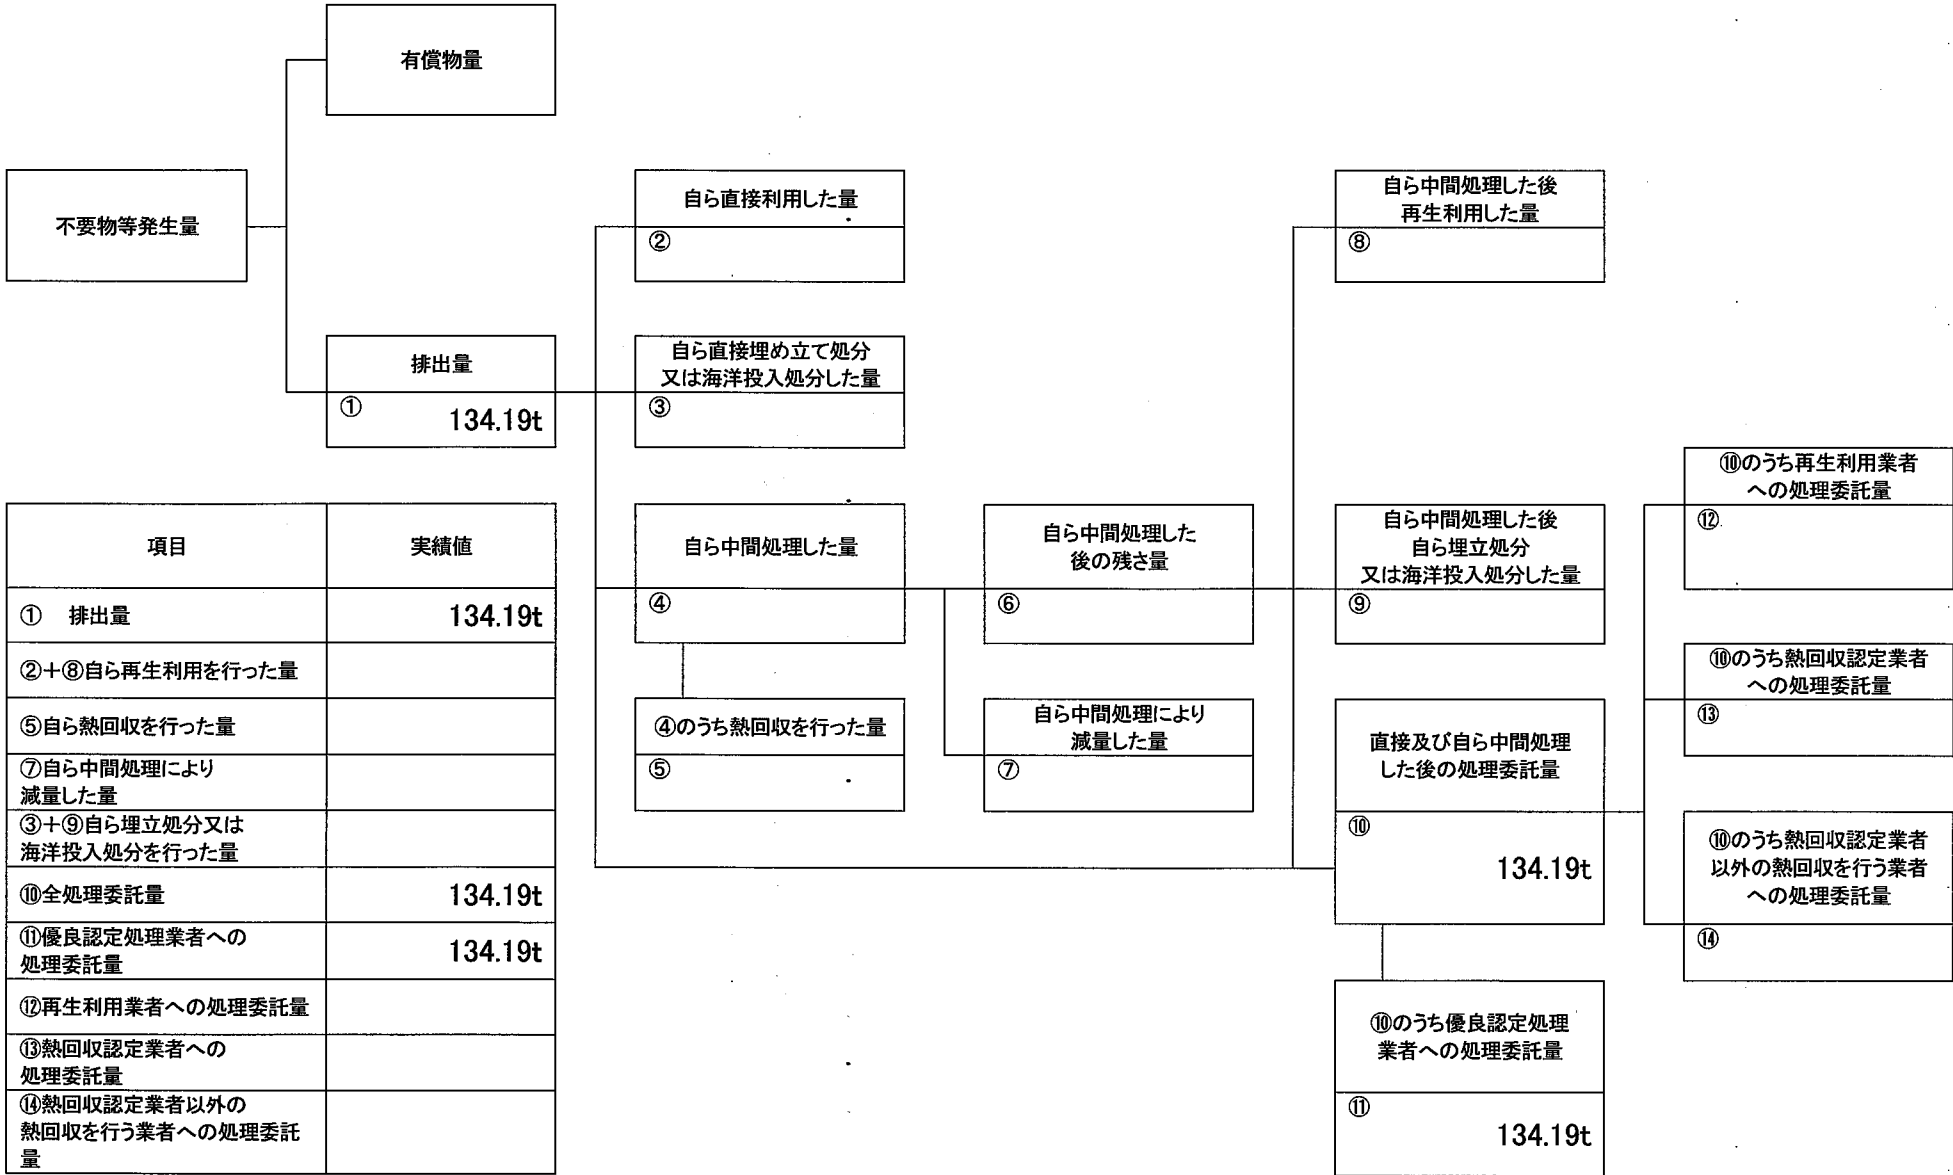 有償物量
不要物等発生量
自ら直接利用した量
②
自ら中間処理した後
再生利用した量
⑧
排出量
① 134.19t
自ら直接埋め立て処分
又は海洋投入処分した量
③
⑩のうち再生利用業者
への処理委託量
⑫
自ら中間処理した量
④
自ら中間処理した
後の残さ量
⑥
自ら中間処理した後
自ら埋立処分
又は海洋投入処分した量
⑨
⑩のうち熱回収認定業者
への処理委託量
⑬
④のうち熱回収を行った量
⑤
自ら中間処理により
減量した量
⑦
直接及び自ら中間処理
した後の処理委託量
⑩
134.19t
⑩のうち熱回収認定業者
以外の熱回収を行う業者
への処理委託量
⑭
⑩のうち優良認定処理
業者への処理委託量
⑪
134.19t
項目 実績値
① 排出量 134.19t
②+⑧自ら再生利用を行った量
⑤自ら熱回収を行った量
⑦自ら中間処理により
減量した量
③+⑨自ら埋立処分又は
海洋投入処分を行った量
⑩全処理委託量 134.19t
⑪優良認定処理業者への
処理委託量 134.19t
⑫再生利用業者への処理委託量
⑬熱回収認定業者への
処理委託量
⑭熱回収認定業者以外の
熱回収を行う業者への処理委託
量